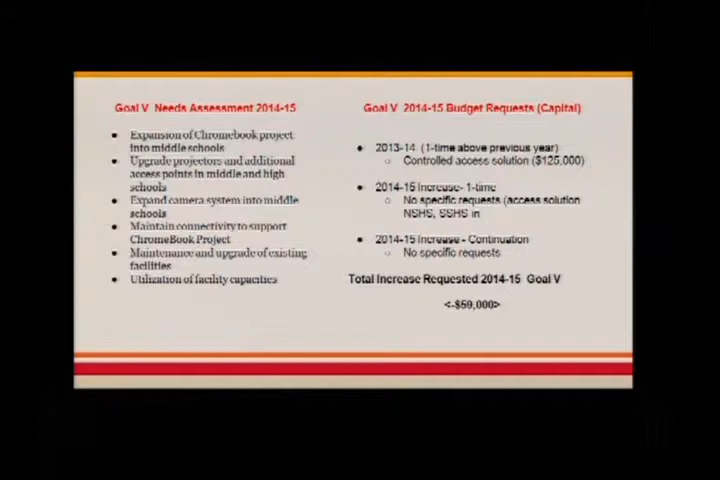 Goal V Needs Assessment 2014-15
• Expansion of Chromebook project
into middle schools
• Upgrade projectors and additional
access points in middle and high
schools
• Expand camera system into middle
schools
• Maintain connectivity to support
ChromeBook Project
• Maintenance and upgrade of existing
facilities
• Utilization of facility capacities
Goal V 2014-15 Budget Requests (Capital)
• 2013-14 (1-time above previous year)
○ Controlled access solution ($125,000)
• 2014-15 Increase- 1-time
○ No specific requests (access solution
NSHS, SSHS in
• 2014-15 Increase - Continuation
○ No specific requests
Total Increase Requested 2014-15 Goal V
<-$59,000>